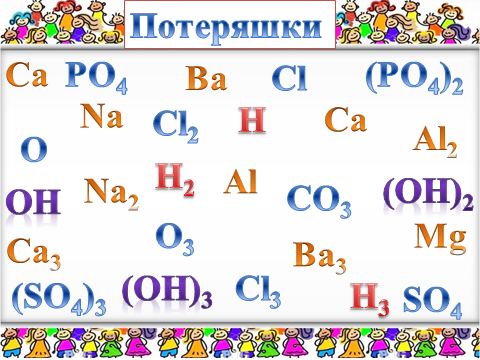 Потеряшки
Ca PO₄ Ba Cl (PO₄)₂
Na Cl₂ H Ca Al₂
O
OH Na₂ H₂ Al CO₃ (OH)₂
Ca₃ O₃ Ba₃ Mg
(SO₄)₃ (OH)₃ Cl₃ H₃ SO₄